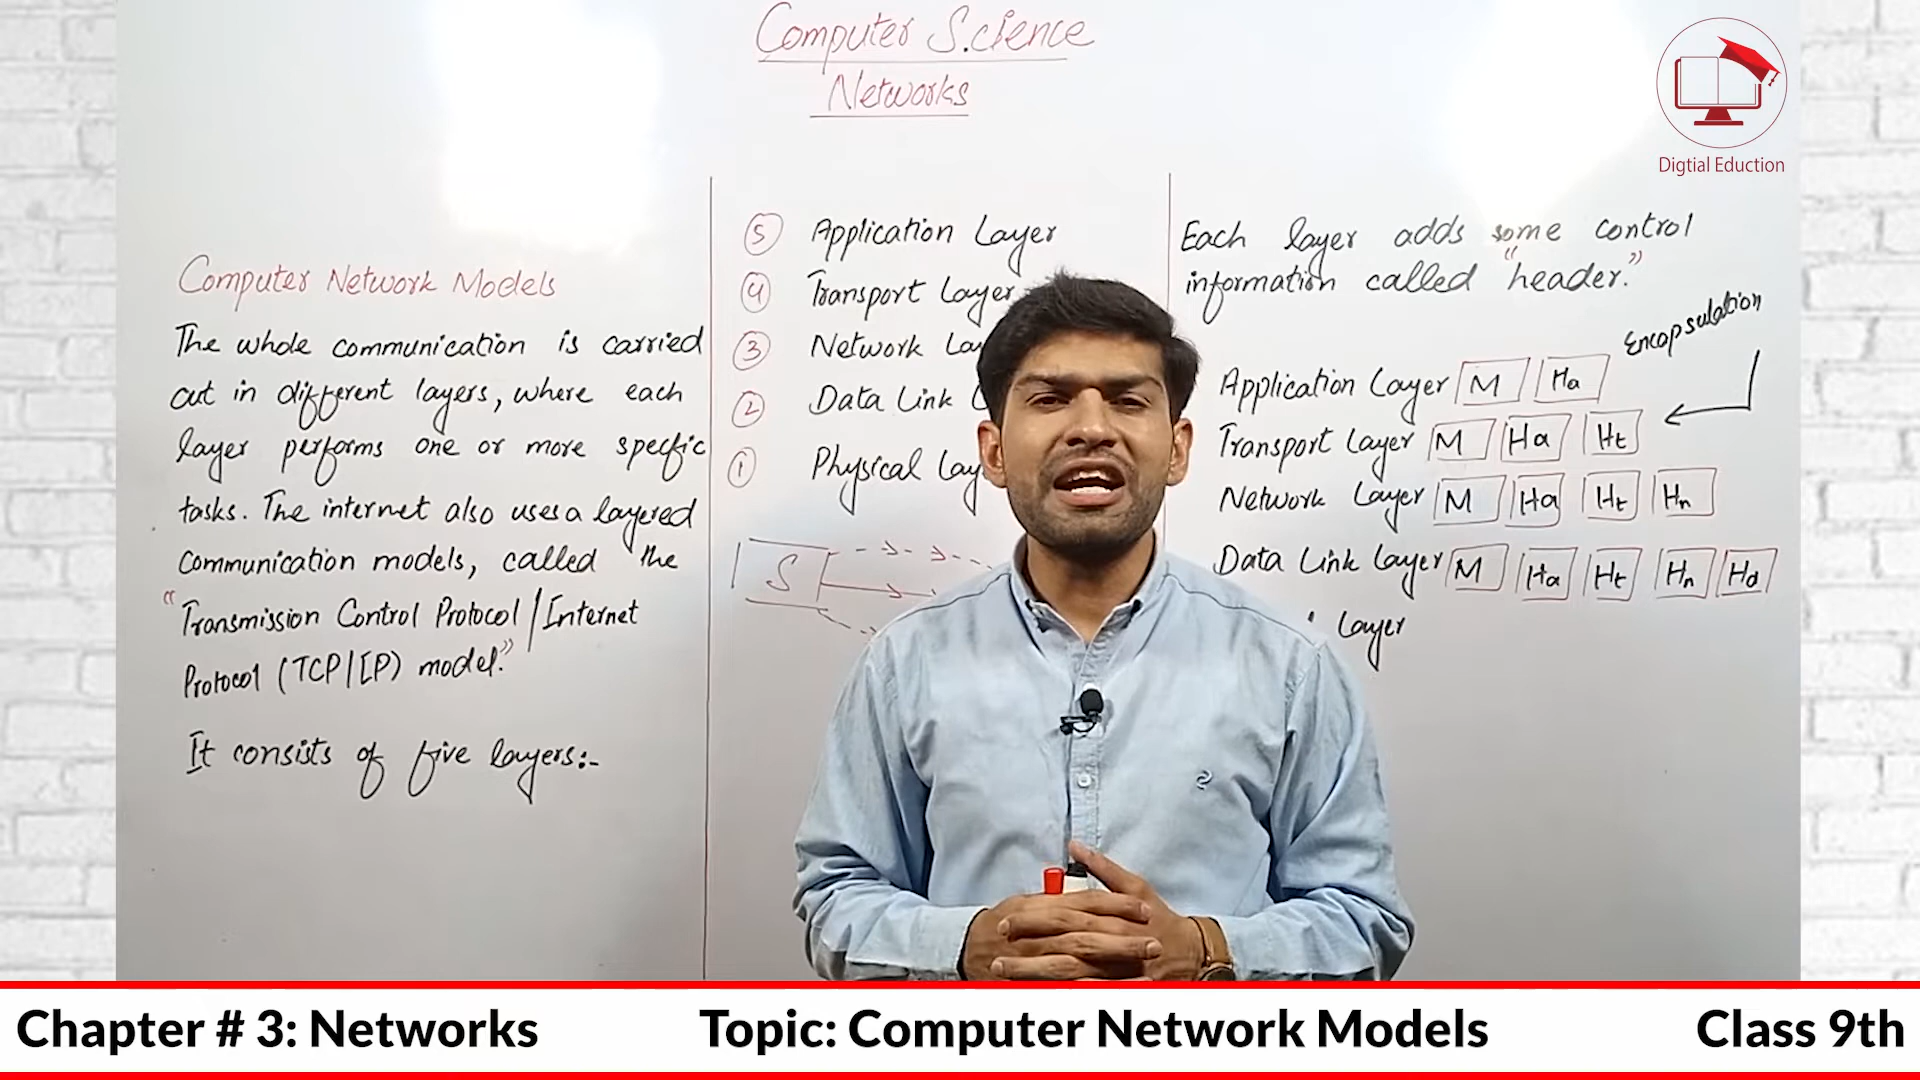 Computer Science
Networks
Digtial Eduction
Computer Network Models
The whole communication is carried
out in different layers, where each
layer performs one or more specfic
tasks. The internet also uses a layered
communication models, called the
"Transmission Control Protocol/Internet
Protocol (TCP/IP) model."
It consists of five layers:-
5 Application Layer
4 Transport Layer
3 Network
2 Data Link
1 Physical
S
Each layer adds some control
information called "header."
Encapsulation
Application Layer M Ha
Transport Layer M Ha Ht
Network Layer M Ha Ht Hn
Data Link Layer M Ha Ht Hn Hd
Layer
Chapter # 3: Networks
Topic: Computer Network Models
Class 9th